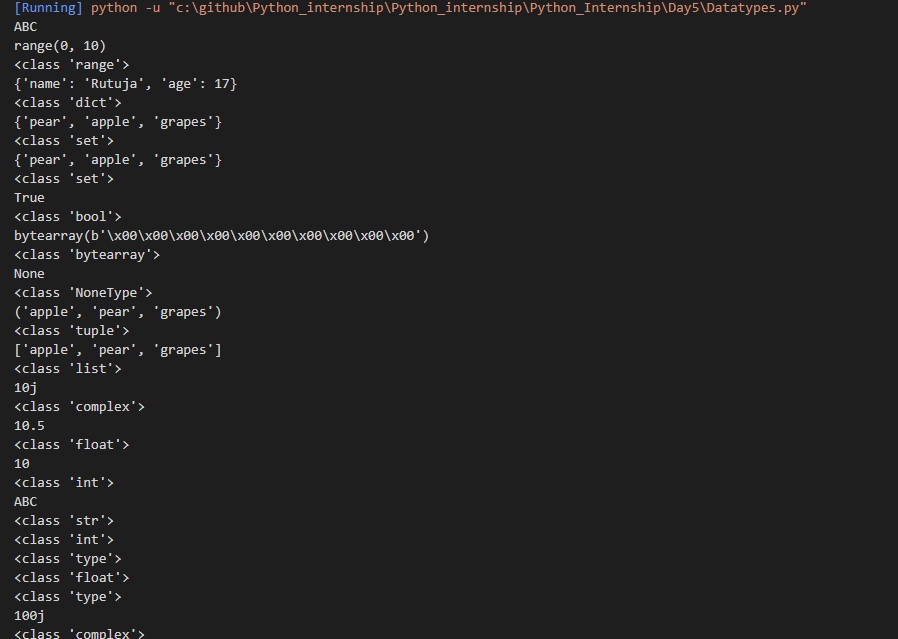 [Running] python -u "c:\github\Python_internship\Python_internship\Python_Internship\Day5\Datatypes.py"
ABC
range(0, 10)
<class 'range'>
{'name': 'Rutuja', 'age': 17}
<class 'dict'>
{'pear', 'apple', 'grapes'}
<class 'set'>
{'pear', 'apple', 'grapes'}
<class 'set'>
True
<class 'bool'>
bytearray(b'\x00\x00\x00\x00\x00\x00\x00\x00\x00\x00')
<class 'bytearray'>
None
<class 'NoneType'>
('apple', 'pear', 'grapes')
<class 'tuple'>
['apple', 'pear', 'grapes']
<class 'list'>
10j
<class 'complex'>
10.5
<class 'float'>
10
<class 'int'>
ABC
<class 'str'>
<class 'int'>
<class 'type'>
<class 'float'>
<class 'type'>
100j
<class 'complex'>